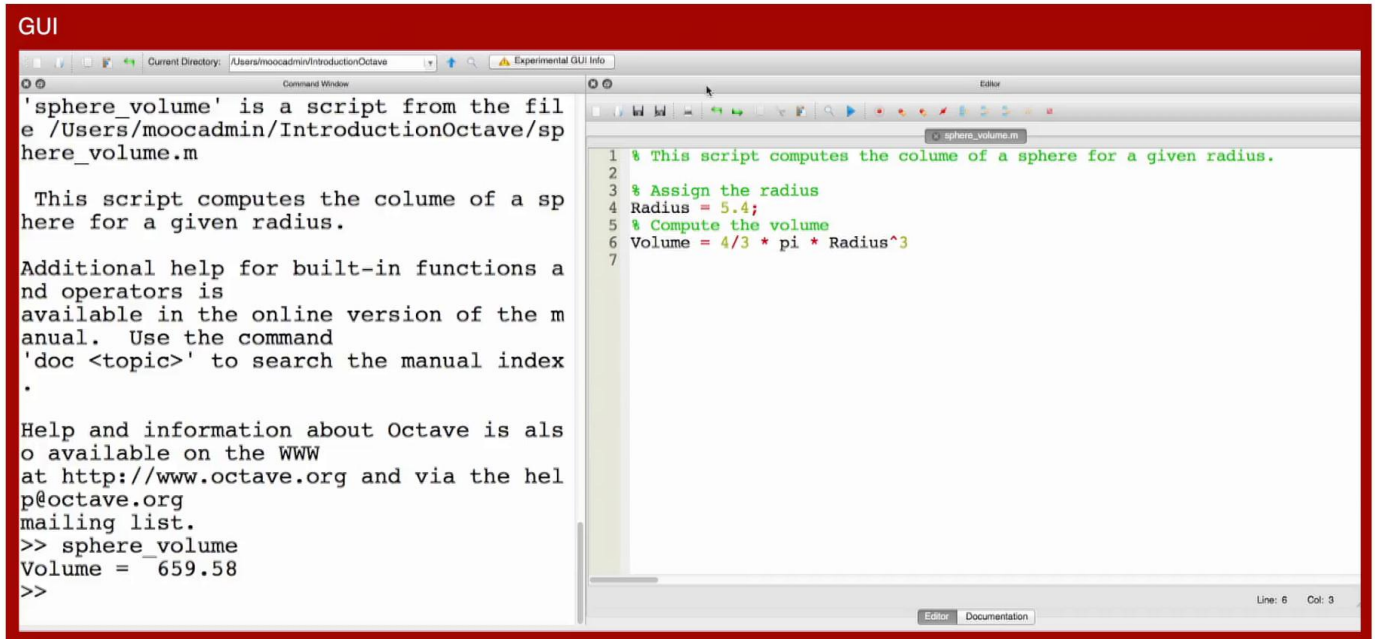 GUI
Current Directory: /Users/moocadmin/IntroductionOctave Experimental GUI Info
Command Window
'sphere_volume' is a script from the fil
e /Users/moocadmin/IntroductionOctave/sp
here_volume.m
This script computes the colume of a sp
here for a given radius.
Additional help for built-in functions a
nd operators is
available in the online version of the m
anual.  Use the command
'doc <topic>' to search the manual index
.
Help and information about Octave is als
o available on the WWW
at http://www.octave.org and via the hel
p@octave.org
mailing list.
>> sphere_volume
Volume =  659.58
>>
Editor
sphere_volume.m
1 % This script computes the colume of a sphere for a given radius.
2
3 % Assign the radius
4 Radius = 5.4;
5 % Compute the volume
6 Volume = 4/3 * pi * Radius^3
7
Line: 6 Col: 3
Editor Documentation